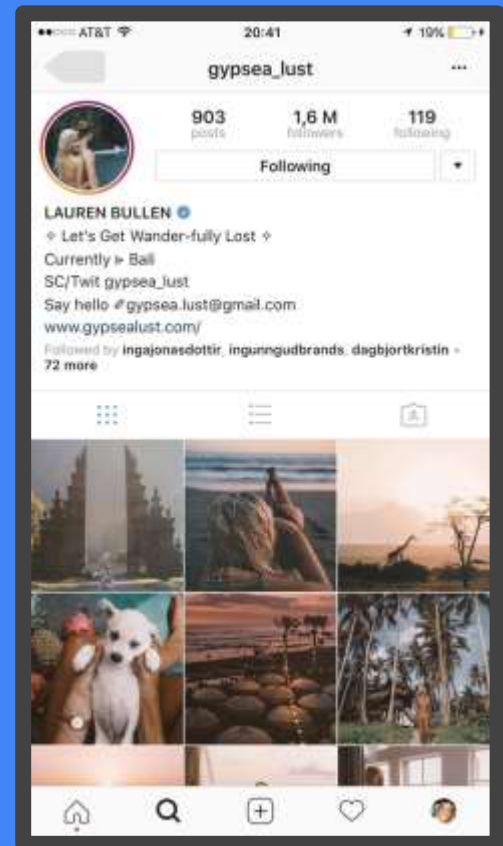 AT&T 20:41 19%
gypsea_lust
903 1,6 M 119
posts followers following
Following
LAUREN BULLEN
✧ Let's Get Wander-fully Lost ✧
Currently ⊳ Bali
SC/Twit gypsea_lust
Say hello ✐gypsea.lust@gmail.com
www.gypsealust.com/
Followed by ingajonasdottir, ingunngudbrands, dagbjortkristin +
72 more